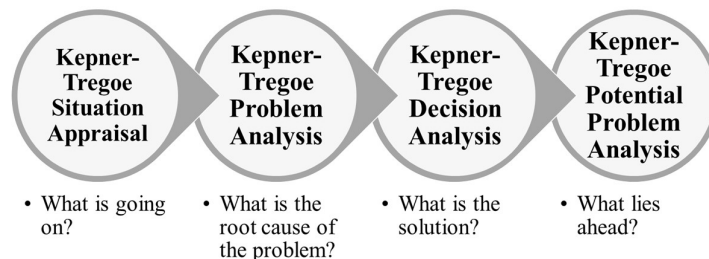 Kepner-
Tregoe
Situation
Appraisal
Kepner-
Tregoe
Problem
Analysis
Kepner-
Tregoe
Decision
Analysis
Kepner-
Tregoe
Potential
Problem
Analysis
• What is going
on?
• What is the
root cause of
the problem?
• What is the
solution?
• What lies
ahead?